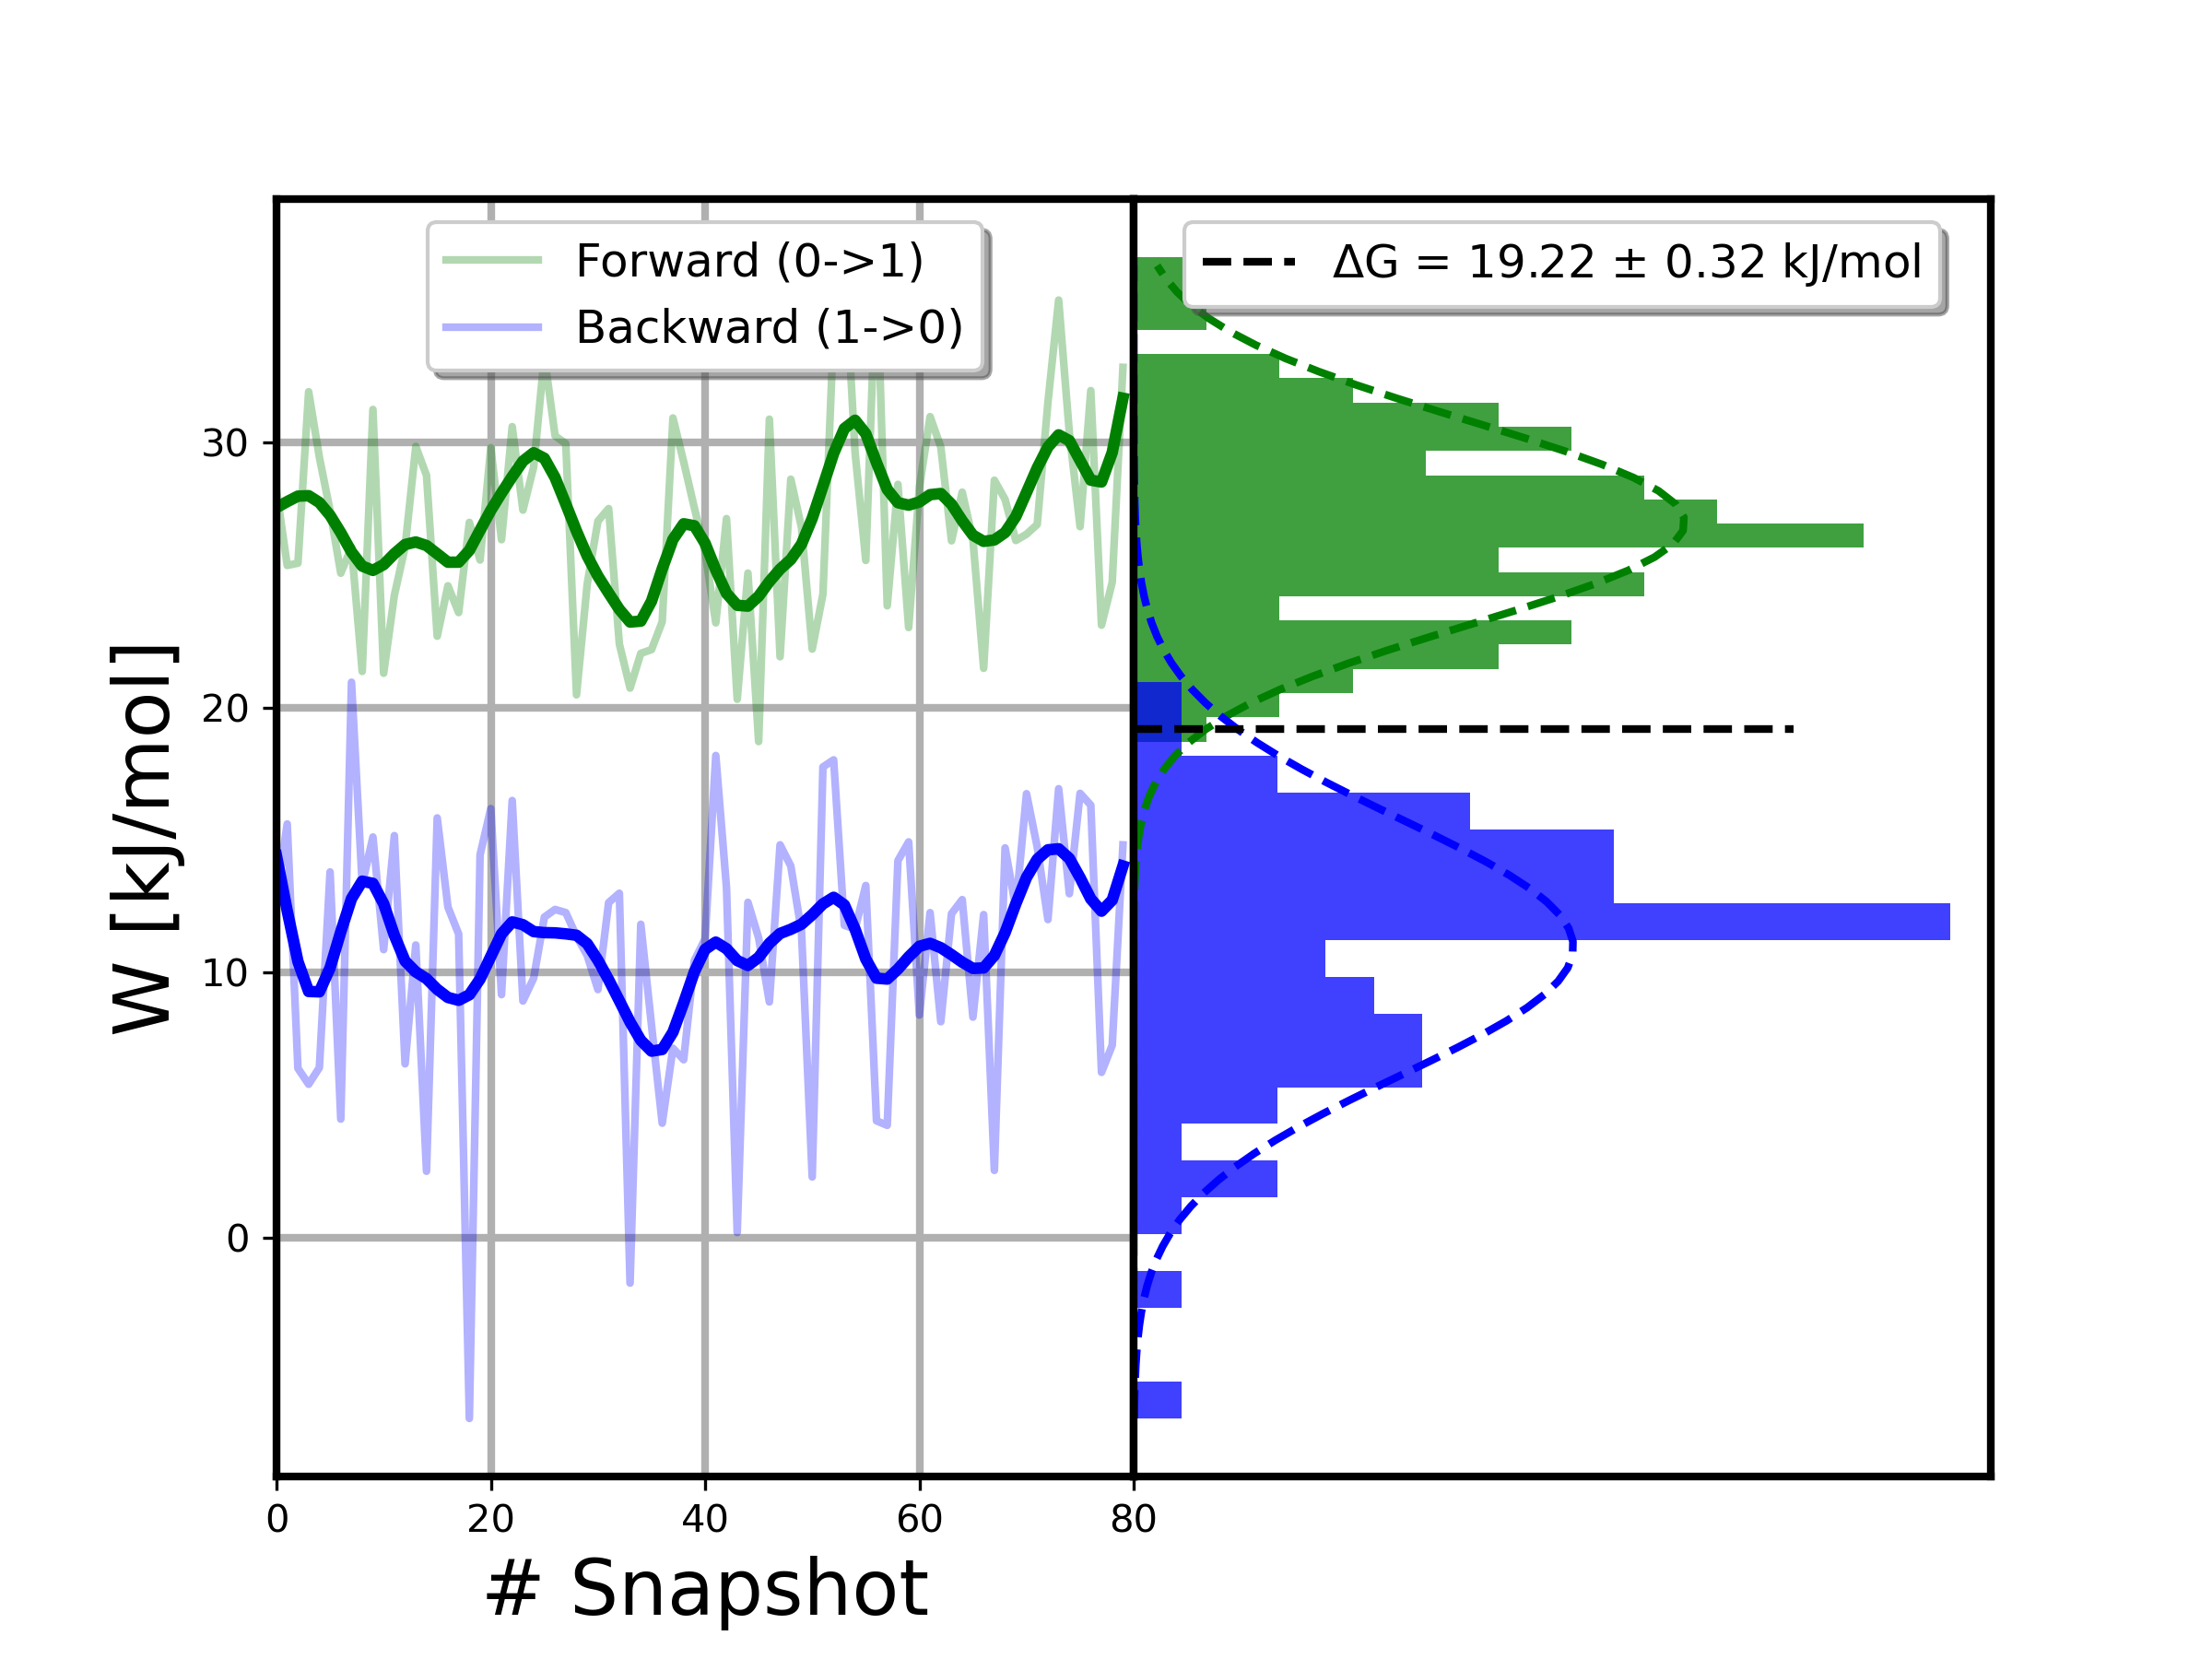 Forward (0->1)
Backward (1->0)
ΔG = 19.22 ± 0.32 kJ/mol
W [kJ/mol]
30
20
10
0
0 20 40 60 80
# Snapshot